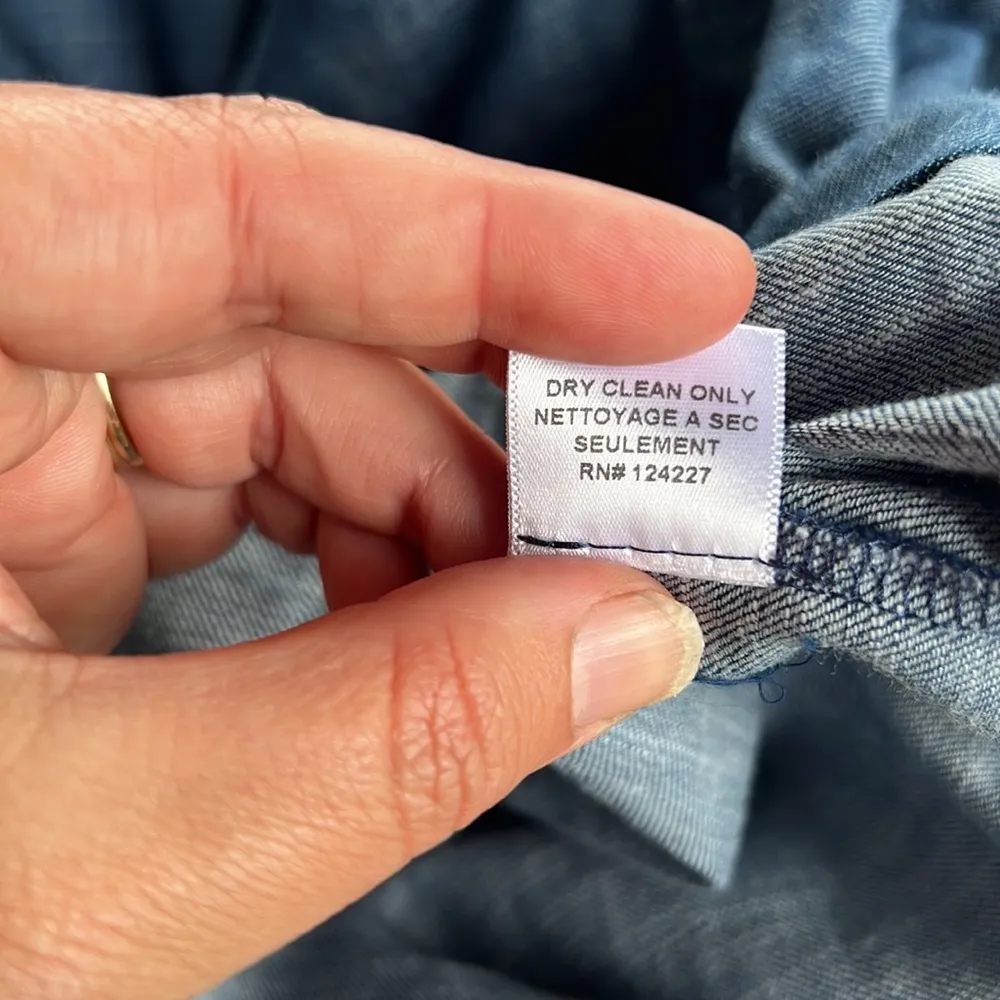 DRY CLEAN ONLY
NETTOYAGE A SEC
SEULEMENT
RN# 124227